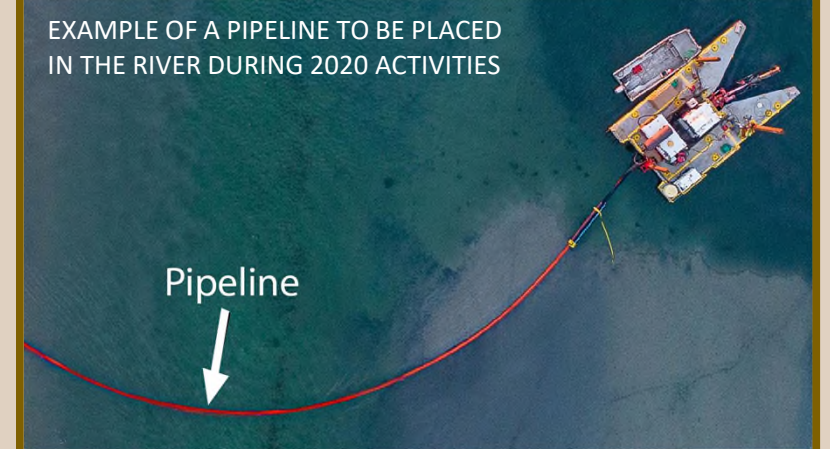 EXAMPLE OF A PIPELINE TO BE PLACED
IN THE RIVER DURING 2020 ACTIVITIES
Pipeline